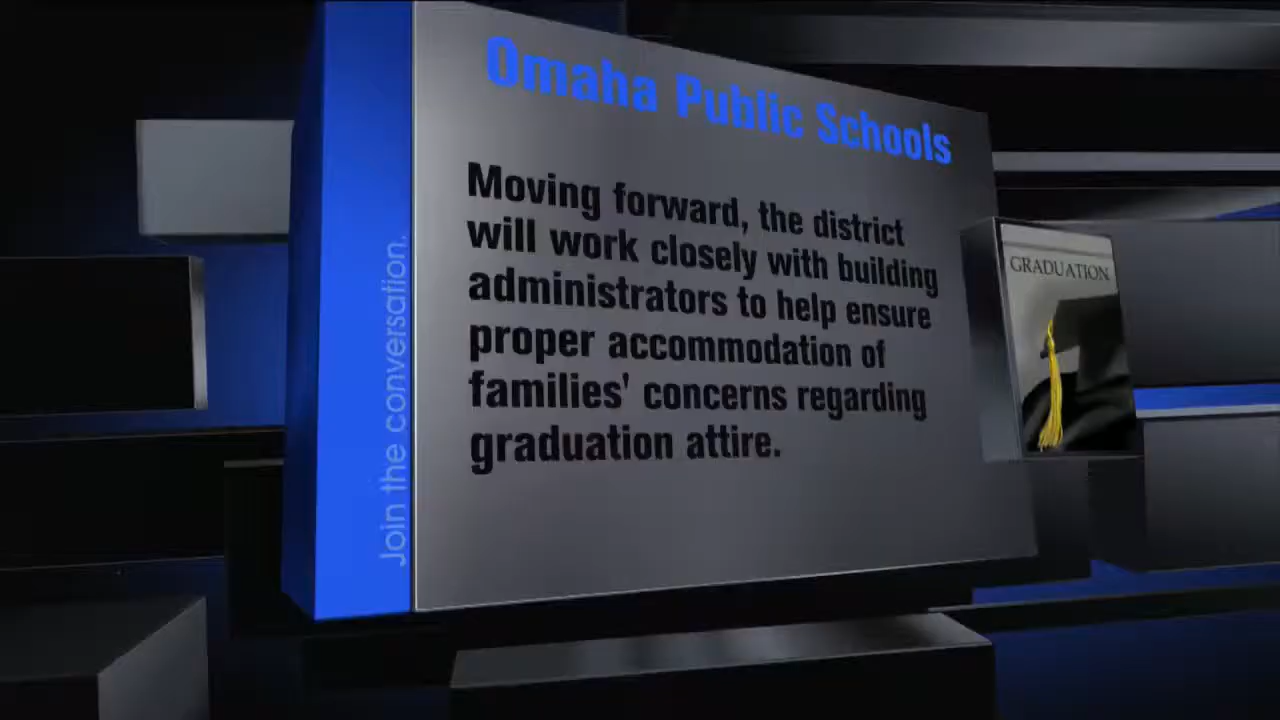 Omaha Public Schools
Moving forward, the district
will work closely with building
administrators to help ensure
proper accommodation of
families' concerns regarding
graduation attire.
Join the conversation.
GRADUATION